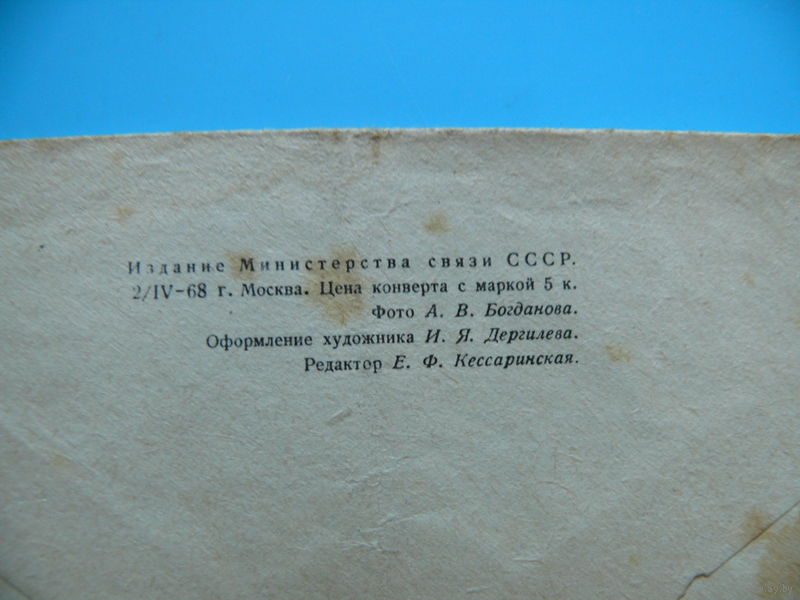 Издание Министерства связи СССР.
2/IV-68 г. Москва. Цена конверта с маркой 5 к.
Фото А. В. Богданова.
Оформление художника И. Я. Дергилева.
Редактор Е. Ф. Кессаринская.